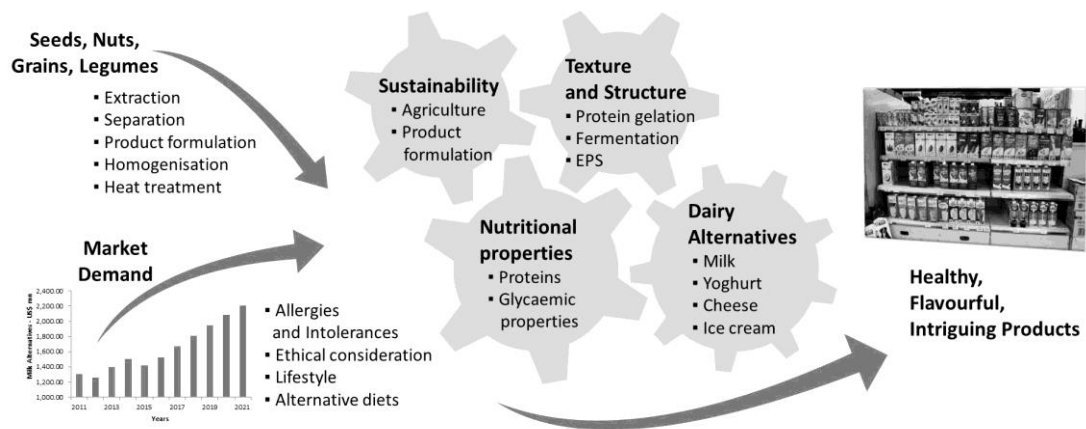 Seeds, Nuts,
Grains, Legumes
▪ Extraction
▪ Separation
▪ Product formulation
▪ Homogenisation
▪ Heat treatment
Market
Demand
2,400.00
2,200.00
2,000.00
1,800.00
1,600.00
1,400.00
1,200.00
1,000.00
Milk Alternatives - US$ mn
2011 2013 2015 2017 2019 2021
Years
▪ Allergies
and Intolerances
▪ Ethical consideration
▪ Lifestyle
▪ Alternative diets
Sustainability
▪ Agriculture
▪ Product
formulation
Texture
and Structure
▪ Protein gelation
▪ Fermentation
▪ EPS
Nutritional
properties
▪ Proteins
▪ Glycaemic
properties
Dairy
Alternatives
▪ Milk
▪ Yoghurt
▪ Cheese
▪ Ice cream
Healthy,
Flavourful,
Intriguing Products